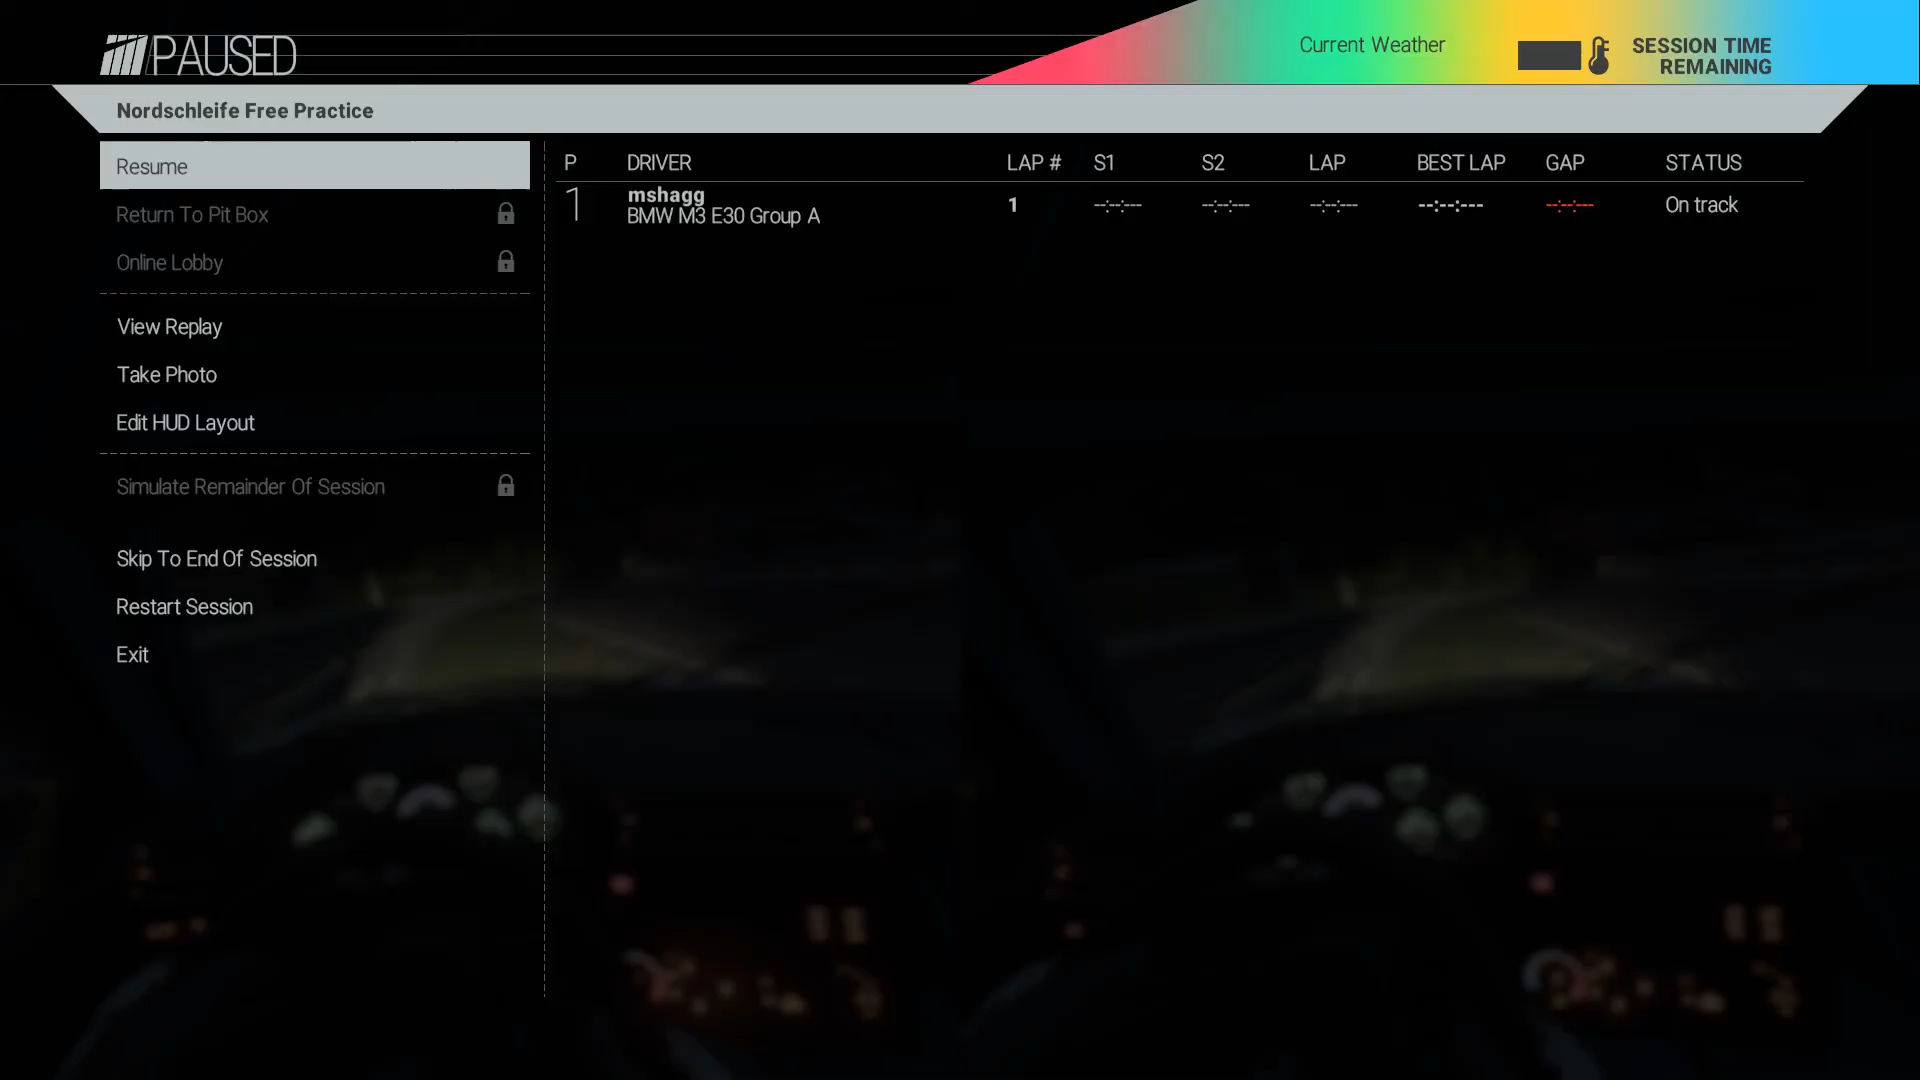 PAUSED
Current Weather
SESSION TIME
REMAINING
Nordschleife Free Practice
Resume
Return To Pit Box
Online Lobby
View Replay
Take Photo
Edit HUD Layout
Simulate Remainder Of Session
Skip To End Of Session
Restart Session
Exit
P DRIVER LAP # S1 S2 LAP BEST LAP GAP STATUS
1 mshagg 1 --:--:--- --:--:--- --:--:--- --:--:--- --:--:--- On track
BMW M3 E30 Group A